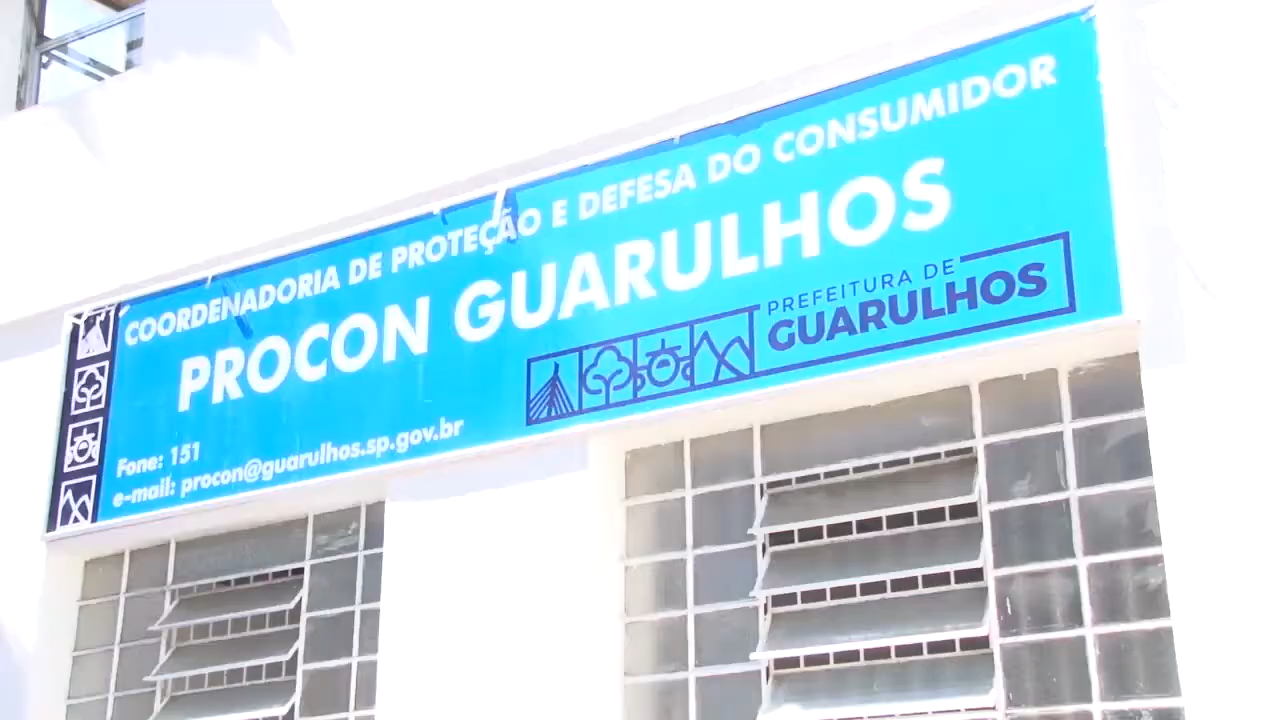 COORDENADORIA DE PROTEÇÃO E DEFESA DO CONSUMIDOR
PROCON GUARULHOS
Fone: 151
e-mail: procon@guarulhos.sp.gov.br
PREFEITURA DE
GUARULHOS